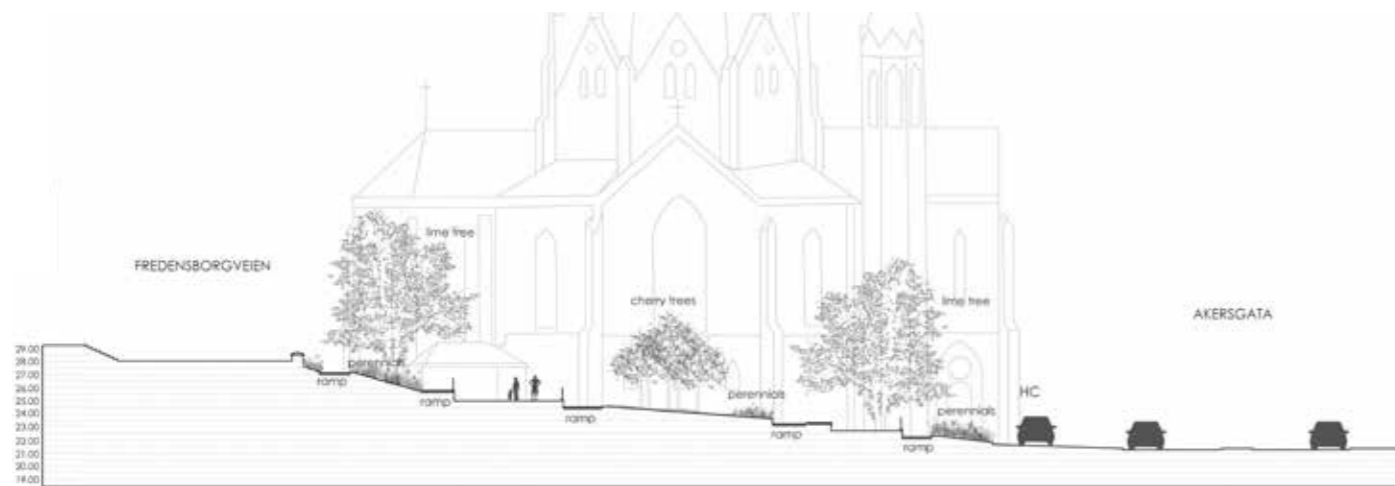 lime tree
FREDENSBORGVEIEN
cherry trees
lime tree
AKERSGATA
29.00
28.00
27.00
26.00
25.00
24.00
23.00
22.00
21.00
20.00
19.00
perennials
ramp
ramp
ramp
perennials
ramp
perennials
ramp
HC